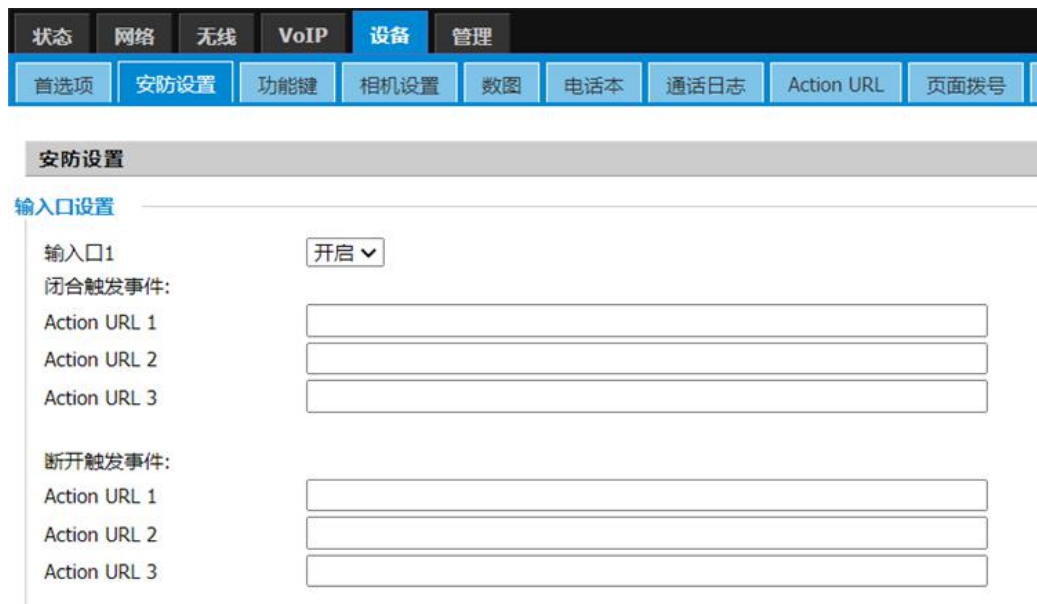 状态 网络 无线 VoIP 设备 管理
首选项 安防设置 功能键 相机设置 数图 电话本 通话日志 Action URL 页面拨号
安防设置
输入口设置
输入口1 开启
闭合触发事件:
Action URL 1
Action URL 2
Action URL 3
断开触发事件:
Action URL 1
Action URL 2
Action URL 3